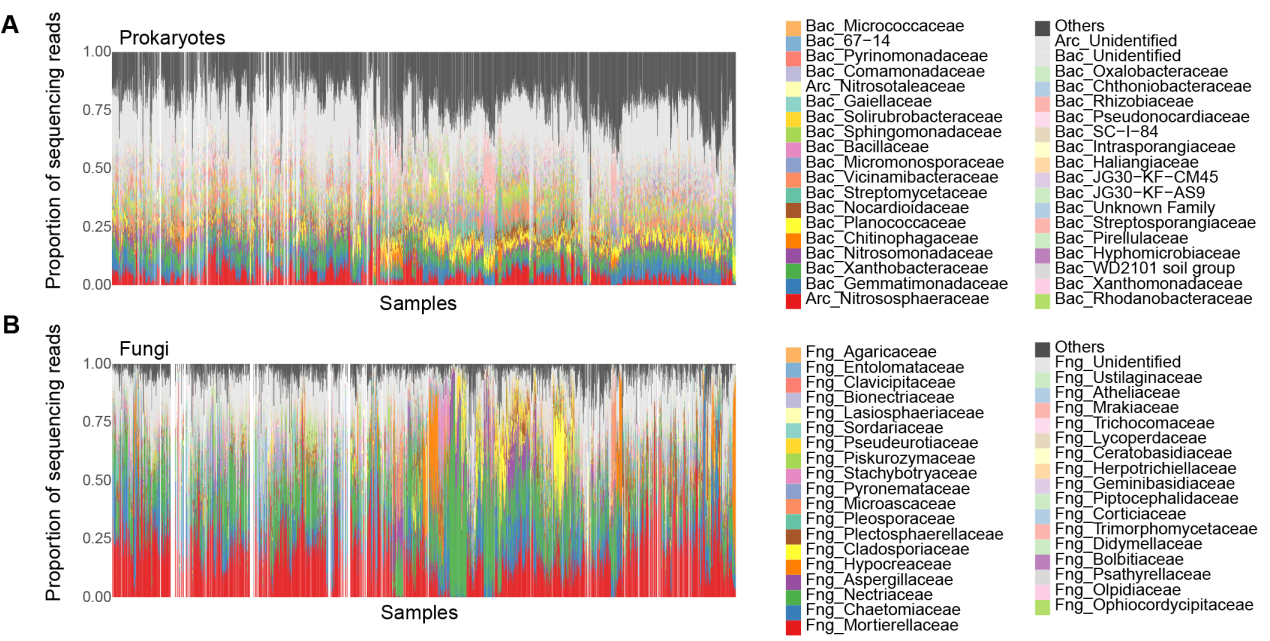 A
Prokaryotes
Proportion of sequencing reads
1.00
0.75
0.50
0.25
0.00
Samples
Bac_Micrococcaceae
Bac_67−14
Bac_Pyrinomonadaceae
Bac_Comamonadaceae
Arc_Nitrosotaleaceae
Bac_Gaiellaceae
Bac_Solirubrobacteraceae
Bac_Sphingomonadaceae
Bac_Bacillaceae
Bac_Micromonosporaceae
Bac_Vicinamibacteraceae
Bac_Streptomycetaceae
Bac_Nocardioidaceae
Bac_Planococcaceae
Bac_Chitinophagaceae
Bac_Nitrosomonadaceae
Bac_Xanthobacteraceae
Bac_Gemmatimonadaceae
Arc_Nitrososphaeraceae
Others
Arc_Unidentified
Bac_Unidentified
Bac_Oxalobacteraceae
Bac_Chthoniobacteraceae
Bac_Rhizobiaceae
Bac_Pseudonocardiaceae
Bac_SC−I−84
Bac_Intrasporangiaceae
Bac_Haliangiaceae
Bac_JG30−KF−CM45
Bac_JG30−KF−AS9
Bac_Unknown Family
Bac_Streptosporangiaceae
Bac_Pirellulaceae
Bac_Hyphomicrobiaceae
Bac_WD2101 soil group
Bac_Xanthomonadaceae
Bac_Rhodanobacteraceae
B
Fungi
Proportion of sequencing reads
1.00
0.75
0.50
0.25
0.00
Samples
Fng_Agaricaceae
Fng_Entolomataceae
Fng_Clavicipitaceae
Fng_Bionectriaceae
Fng_Lasiosphaeriaceae
Fng_Sordariaceae
Fng_Pseudeurotiaceae
Fng_Piskurozymaceae
Fng_Stachybotryaceae
Fng_Pyronemataceae
Fng_Microascaceae
Fng_Pleosporaceae
Fng_Plectosphaerellaceae
Fng_Cladosporiaceae
Fng_Hypocreaceae
Fng_Aspergillaceae
Fng_Nectriaceae
Fng_Chaetomiaceae
Fng_Mortierellaceae
Others
Fng_Unidentified
Fng_Ustilaginaceae
Fng_Atheliaceae
Fng_Mrakiaceae
Fng_Trichocomaceae
Fng_Lycoperdaceae
Fng_Ceratobasidiaceae
Fng_Herpotrichiellaceae
Fng_Geminibasidiaceae
Fng_Piptocephalidaceae
Fng_Corticiaceae
Fng_Trimorphomycetaceae
Fng_Didymellaceae
Fng_Bolbitiaceae
Fng_Psathyrellaceae
Fng_Olpidiaceae
Fng_Ophiocordycipitaceae